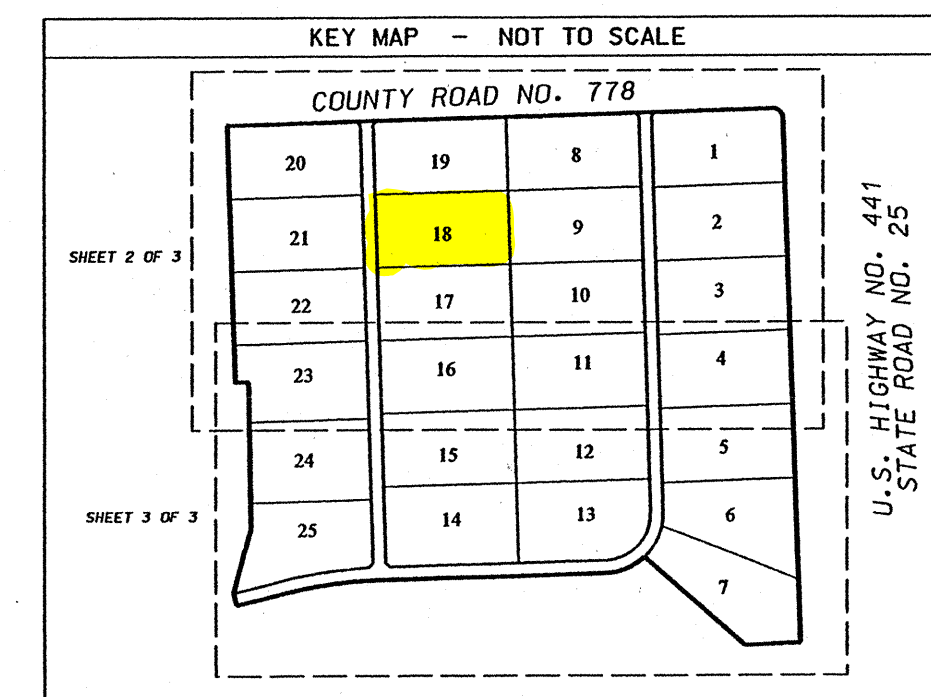 KEY MAP - NOT TO SCALE
COUNTY ROAD NO. 778
20 19 8 1
21 18 9 2
SHEET 2 OF 3
22 17 10 3
23 16 11 4
24 15 12 5
SHEET 3 OF 3
25 14 13 6
7
U.S. HIGHWAY NO. 441
STATE ROAD NO. 25